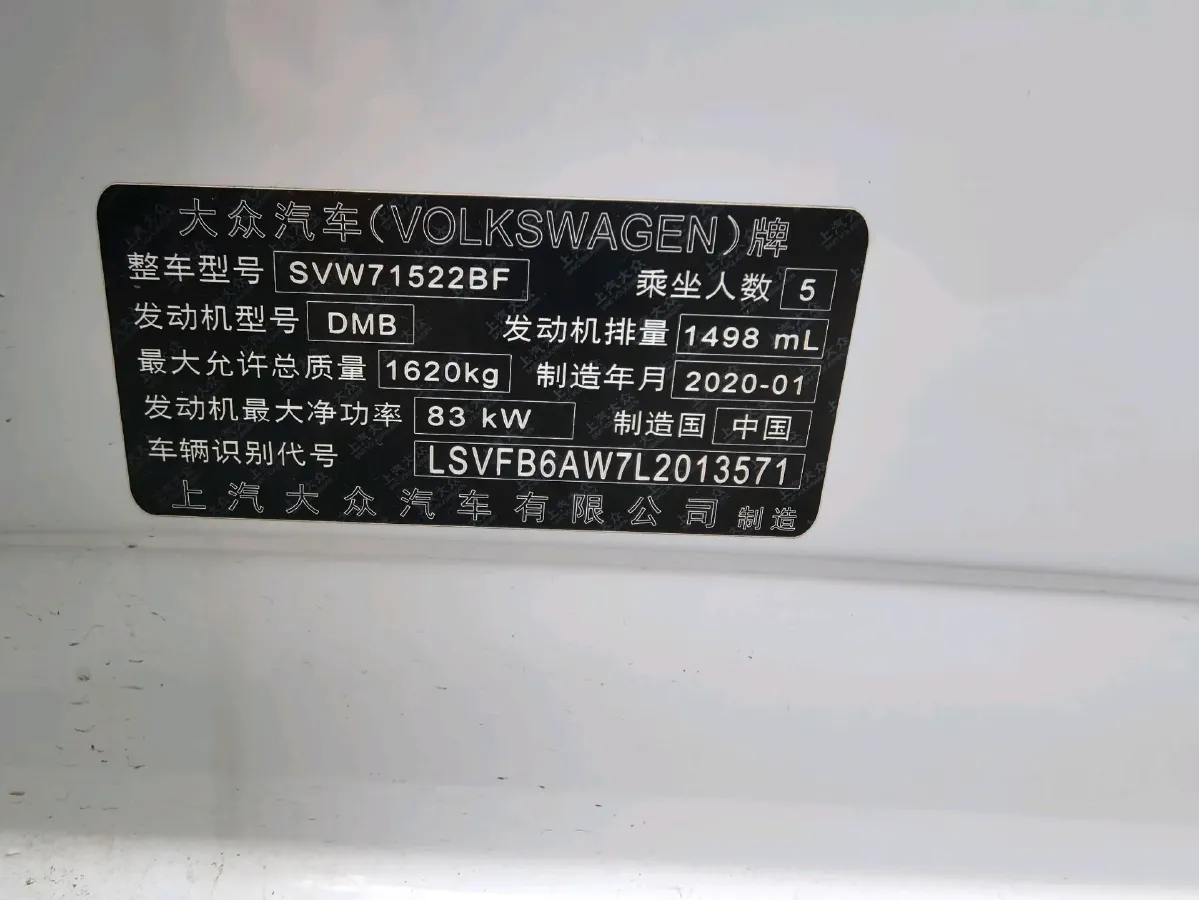 大众汽车(VOLKSWAGEN)牌
整车型号 SVW71522BF 乘坐人数 5
发动机型号 DMB 发动机排量 1498 mL
最大允许总质量 1620kg 制造年月 2020-01
发动机最大净功率 83 kW 制造国 中国
车辆识别代号 LSVFB6AW7L2013571
上汽大众汽车有限公司 制造